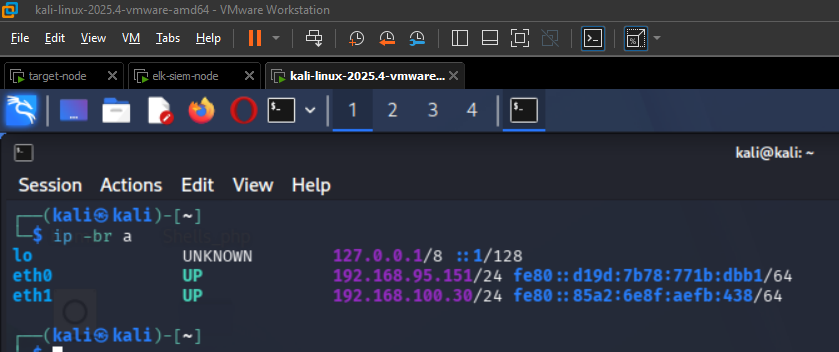 kali-linux-2025.4-vmware-amd64 - VMware Workstation
File Edit View VM Tabs Help
target-node elk-siem-node kali-linux-2025.4-vmware...
1 2 3 4
kali@kali: ~
Session Actions Edit View Help
┌──(kali㉿kali)-[~]
└─$ ip -br a
lo UNKNOWN 127.0.0.1/8 ::1/128
eth0 UP 192.168.95.151/24 fe80::d19d:7b78:771b:dbb1/64
eth1 UP 192.168.100.30/24 fe80::85a2:6e8f:aefb:438/64
┌──(kali㉿kali)-[~]
└─$